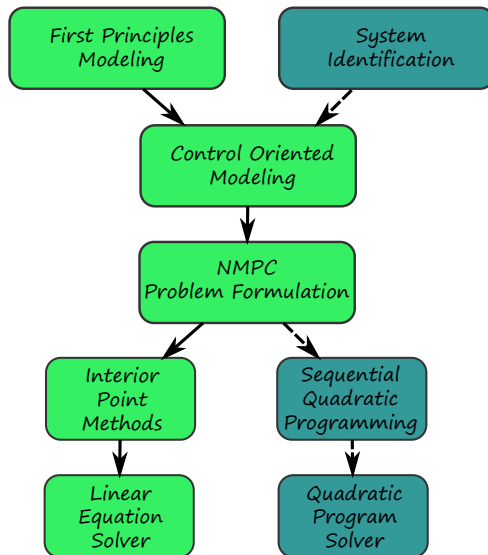 First Principles
Modeling
System
Identification
Control Oriented
Modeling
NMPC
Problem Formulation
Interior
Point
Methods
Sequential
Quadratic
Programming
Linear
Equation
Solver
Quadratic
Program
Solver